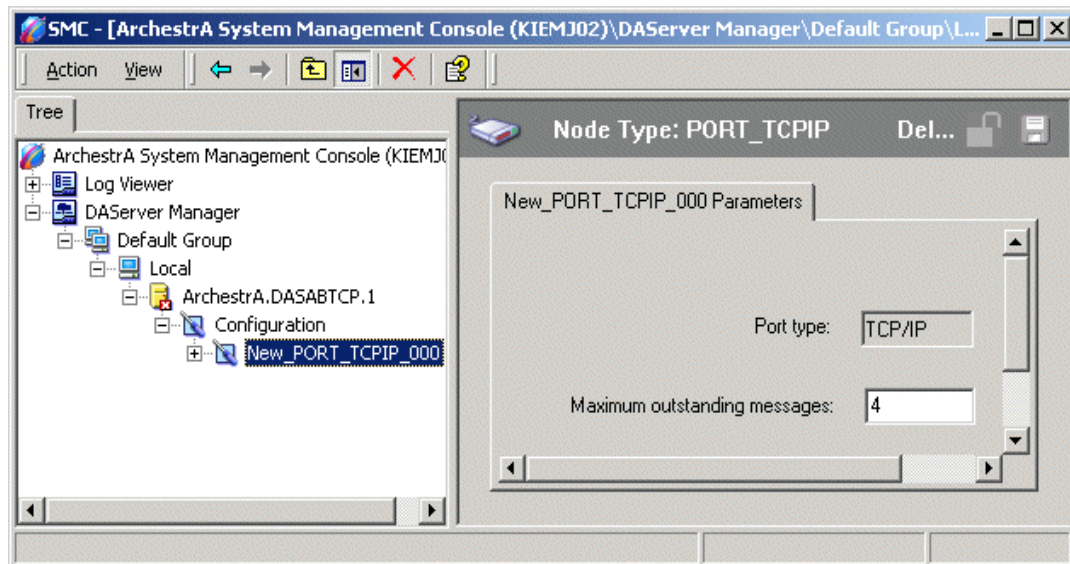 SMC - [ArchestrA System Management Console (KIEMJ02)\DAServer Manager\Default Group\L...
Action View
Tree
ArchestrA System Management Console (KIEMJ0
Log Viewer
DAServer Manager
Default Group
Local
ArchestrA.DASABTCP.1
Configuration
New_PORT_TCPIP_000
Node Type: PORT_TCPIP Del...
New_PORT_TCPIP_000 Parameters
Port type: TCP/IP
Maximum outstanding messages: 4